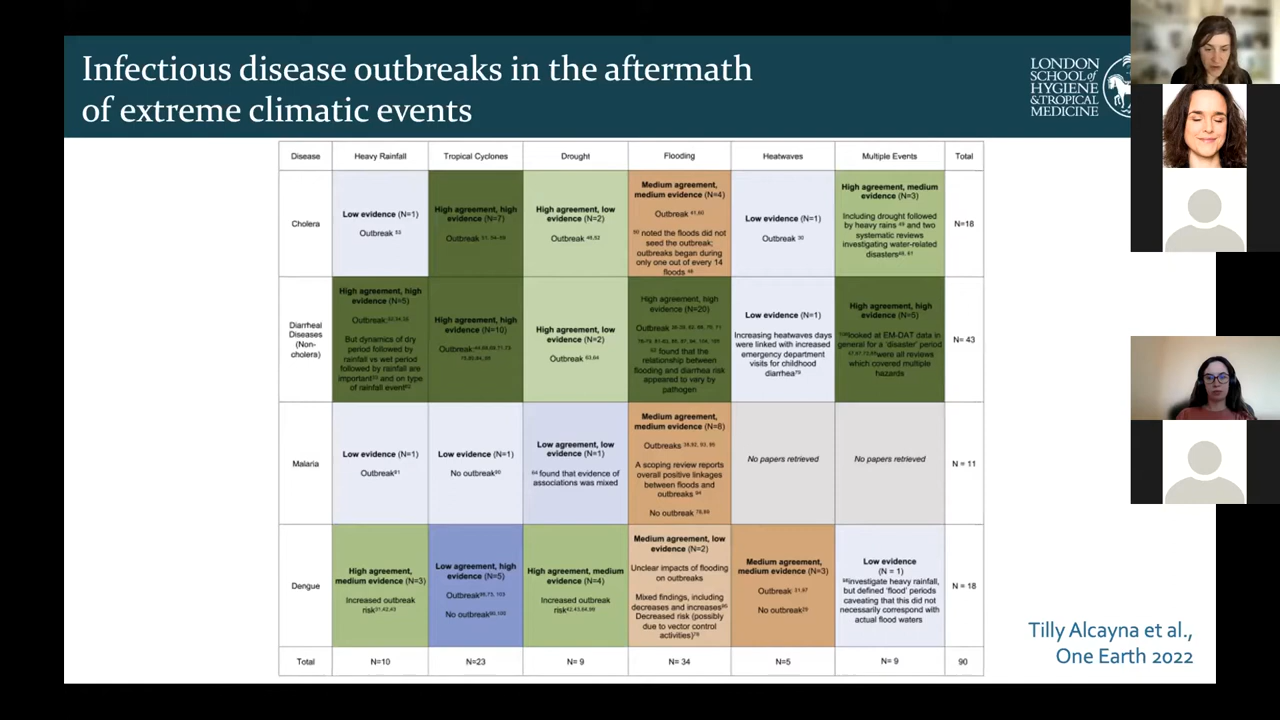 Infectious disease outbreaks in the aftermath
of extreme climatic events
LONDON
SCHOOL of
HYGIENE
& TROPICAL
MEDICINE
Disease Heavy Rainfall Tropical Cyclones Drought Flooding Heatwaves Multiple Events Total
Cholera
Low evidence (N=1)
Outbreak 53
High agreement, high
evidence (N=7)
Outbreak
High agreement, low
evidence (N=2)
Outbreak
Medium agreement,
medium evidence (N=4)
Outbreak
noted the floods did not
seed the outbreak;
outbreaks began during
only one out of every 14
floods
Low evidence (N=1)
Outbreak 30
High agreement, medium
evidence (N=3)
Including drought followed
by heavy rains and two
systematic reviews
investigating water-related
disasters
N=18
Diarrheal
Diseases
(Non-
cholera)
High agreement, high
evidence (N=5)
Outbreak
But dynamics of dry
period followed by
rainfall vs wet period
followed by rainfall are
important and on type
of rainfall event
High agreement, high
evidence (N=10)
Outbreak
High agreement, low
evidence (N=2)
Outbreak
High agreement, high
evidence (N=20)
Outbreak
found that the
relationship between
flooding and diarrhea risk
appeared to vary by
pathogen
Low evidence (N=1)
Increasing heatwaves days
were linked with increased
emergency department
visits for childhood
diarrhea
High agreement, high
evidence (N=5)
looked at EM-DAT data in
general for a 'disaster' period
were all reviews
which covered multiple
hazards
N= 43
Malaria
Low evidence (N=1)
Outbreak
Low evidence (N=1)
No outbreak
Low agreement, low
evidence (N=1)
found that evidence of
associations was mixed
Medium agreement,
medium evidence (N=8)
Outbreaks
A scoping review reports
overall positive linkages
between floods and
outbreaks
No outbreak
No papers retrieved
No papers retrieved
N = 11
Dengue
High agreement,
medium evidence (N=3)
Increased outbreak
risk
Low agreement, high
evidence (N=5)
Outbreak
No outbreak
High agreement, medium
evidence (N=4)
Increased outbreak
risk
Medium agreement, low
evidence (N=2)
Unclear impacts of flooding
on outbreaks
Mixed findings, including
decreases and increases
Decreased risk (possibly
due to vector control
activities)
Medium agreement,
medium evidence (N=3)
Outbreak
No outbreak
Low evidence
(N = 1)
investigate heavy rainfall,
but defined 'flood' periods
caveating that this did not
necessarily correspond with
actual flood waters
N = 18
Total N=10 N=23 N= 9 N= 34 N=5 N= 9 90
Tilly Alcayna et al.,
One Earth 2022